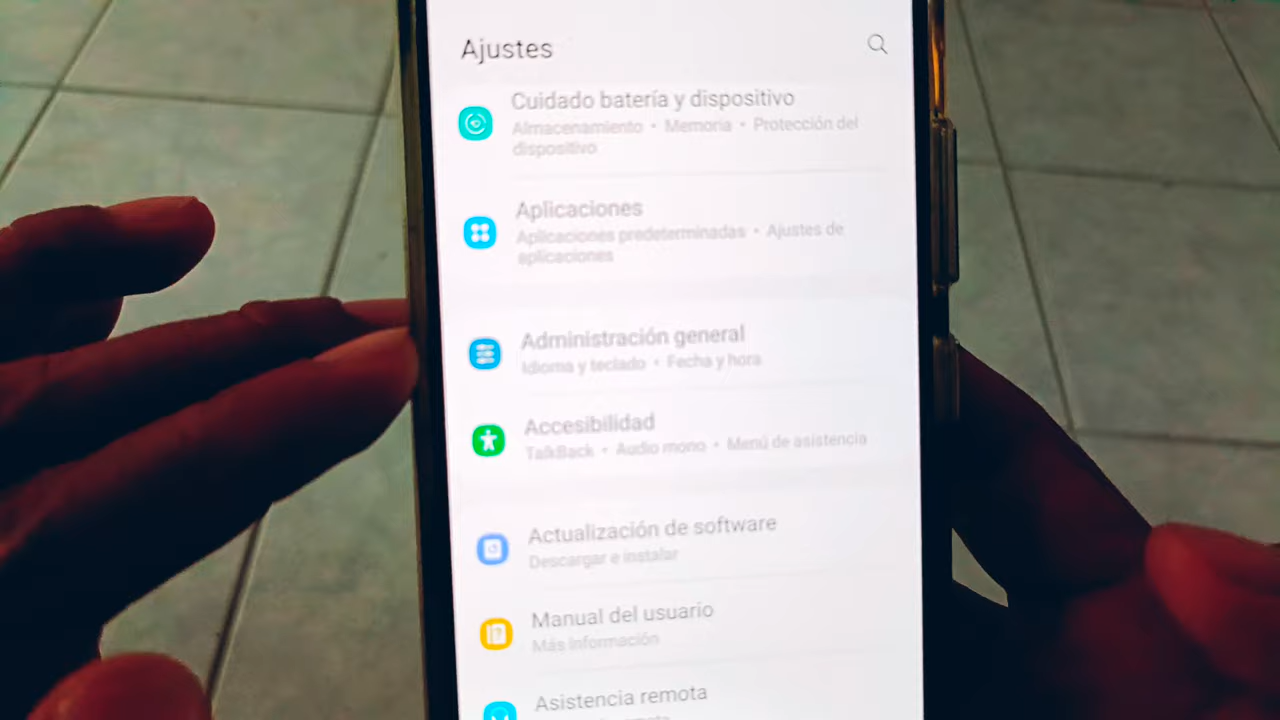 Ajustes
Cuidado batería y dispositivo
Almacenamiento • Memoria • Protección del
dispositivo
Aplicaciones
Aplicaciones predeterminadas • Ajustes de
aplicaciones
Administración general
Idioma y teclado • Fecha y hora
Accesibilidad
TalkBack • Audio mono • Menú de asistencia
Actualización de software
Descargar e instalar
Manual del usuario
Más información
Asistencia remota